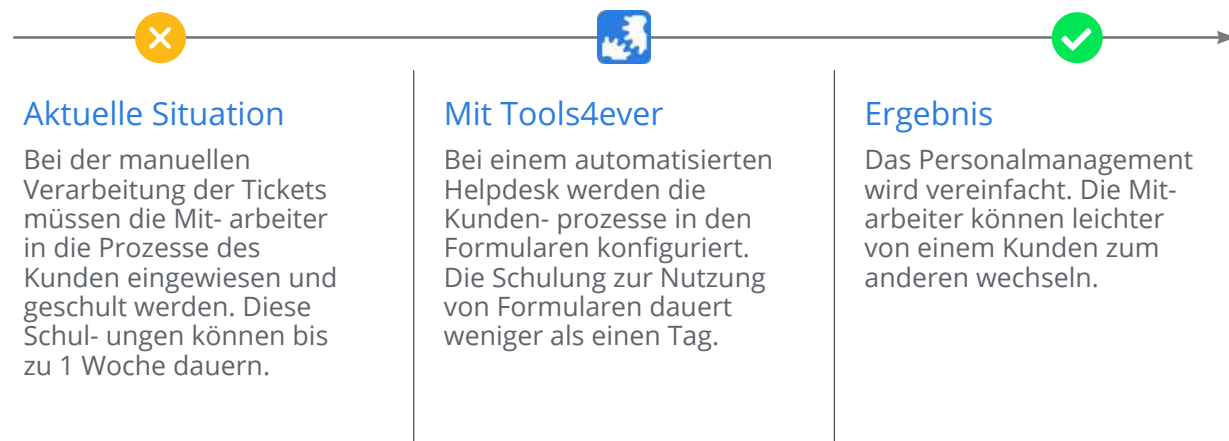 Aktuelle Situation
Bei der manuellen
Verarbeitung der Tickets
müssen die Mit- arbeiter
in die Prozesse des
Kunden eingewiesen und
geschult werden. Diese
Schul- ungen können bis
zu 1 Woche dauern.
Mit Tools4ever
Bei einem automatisierten
Helpdesk werden die
Kunden- prozesse in den
Formularen konfiguriert.
Die Schulung zur Nutzung
von Formularen dauert
weniger als einen Tag.
Ergebnis
Das Personalmanagement
wird vereinfacht. Die Mit-
arbeiter können leichter
von einem Kunden zum
anderen wechseln.